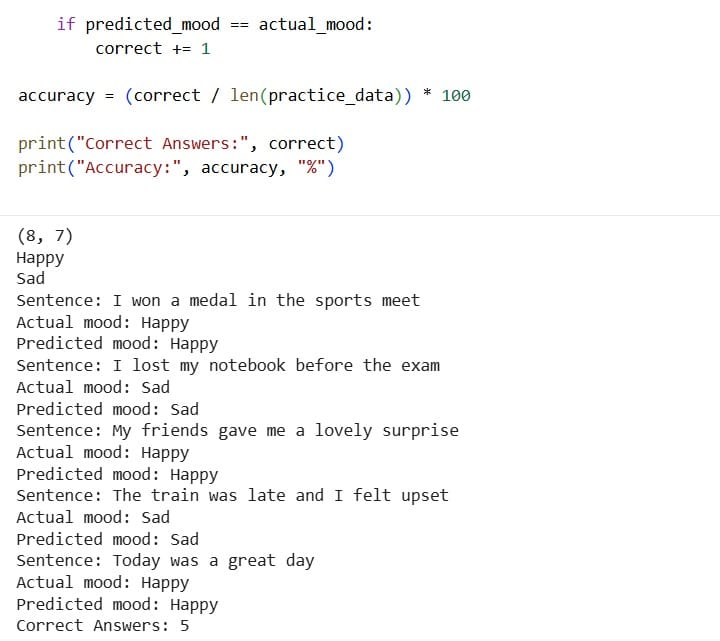 if predicted_mood == actual_mood:
        correct += 1
accuracy = (correct / len(practice_data)) * 100
print("Correct Answers:", correct)
print("Accuracy:", accuracy, "%")
(8, 7)
Happy
Sad
Sentence: I won a medal in the sports meet
Actual mood: Happy
Predicted mood: Happy
Sentence: I lost my notebook before the exam
Actual mood: Sad
Predicted mood: Sad
Sentence: My friends gave me a lovely surprise
Actual mood: Happy
Predicted mood: Happy
Sentence: The train was late and I felt upset
Actual mood: Sad
Predicted mood: Sad
Sentence: Today was a great day
Actual mood: Happy
Predicted mood: Happy
Correct Answers: 5